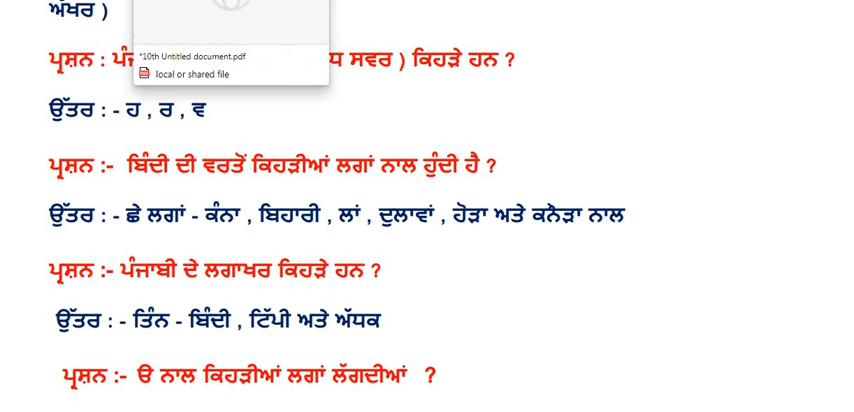 ਅੱਖਰ )
*10th Untitled document.pdf
local or shared file
ਪ੍ਰਸ਼ਨ : ਸਵਰ ) ਕਿਹੜੇ ਹਨ ?
ਉੱਤਰ : - ਹ , ਰ , ਵ
ਪ੍ਰਸ਼ਨ :- ਬਿੰਦੀ ਦੀ ਵਰਤੋਂ ਕਿਹੜੀਆਂ ਲਗਾਂ ਨਾਲ ਹੁੰਦੀ ਹੈ ?
ਉੱਤਰ : - ਛੇ ਲਗਾਂ - ਕੰਨਾ , ਬਿਹਾਰੀ , ਲਾਂ , ਦੁਲਾਵਾਂ , ਹੋੜਾ ਅਤੇ ਕਨੌੜਾ ਨਾਲ
ਪ੍ਰਸ਼ਨ :- ਪੰਜਾਬੀ ਦੇ ਲਗਾਖਰ ਕਿਹੜੇ ਹਨ ?
ਉੱਤਰ : - ਤਿੰਨ - ਬਿੰਦੀ , ਟਿੱਪੀ ਅਤੇ ਅੱਧਕ
ਪ੍ਰਸ਼ਨ :- ੳ ਨਾਲ ਕਿਹੜੀਆਂ ਲਗਾਂ ਲੱਗਦੀਆਂ ?